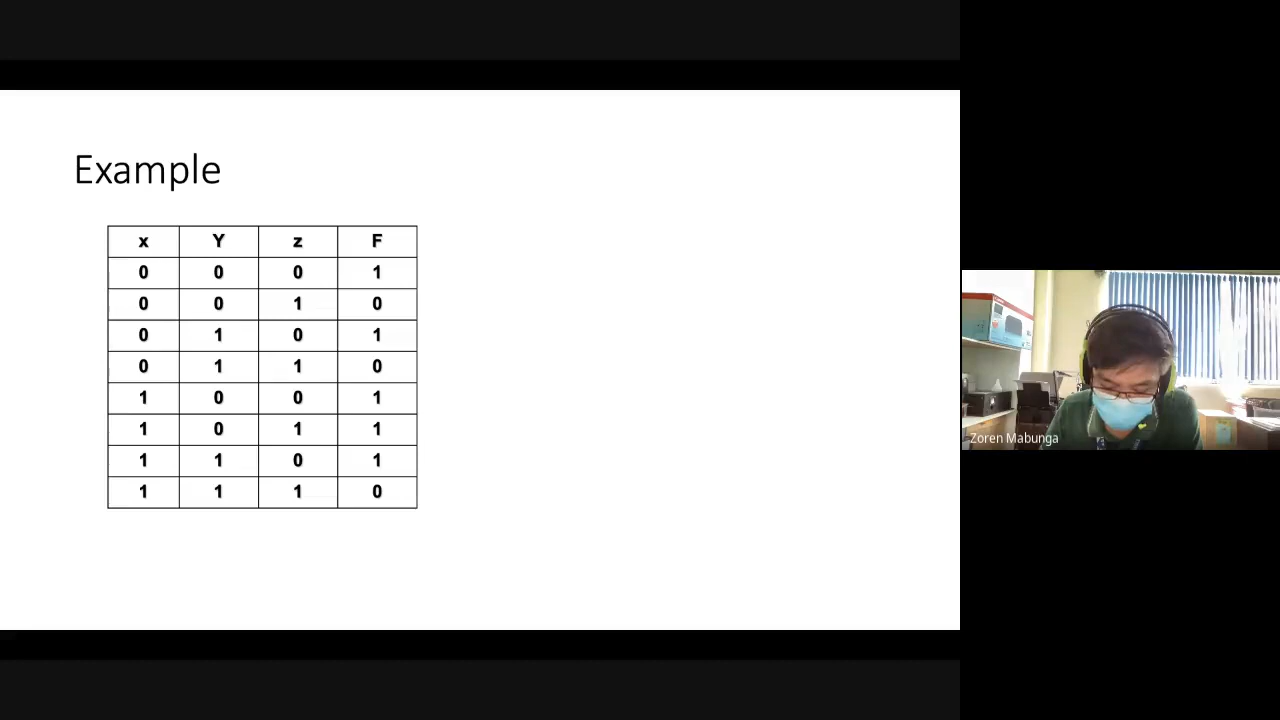 Example
x Y z F
0 0 0 1
0 0 1 0
0 1 0 1
0 1 1 0
1 0 0 1
1 0 1 1
1 1 0 1
1 1 1 0
Zoren Mabunga